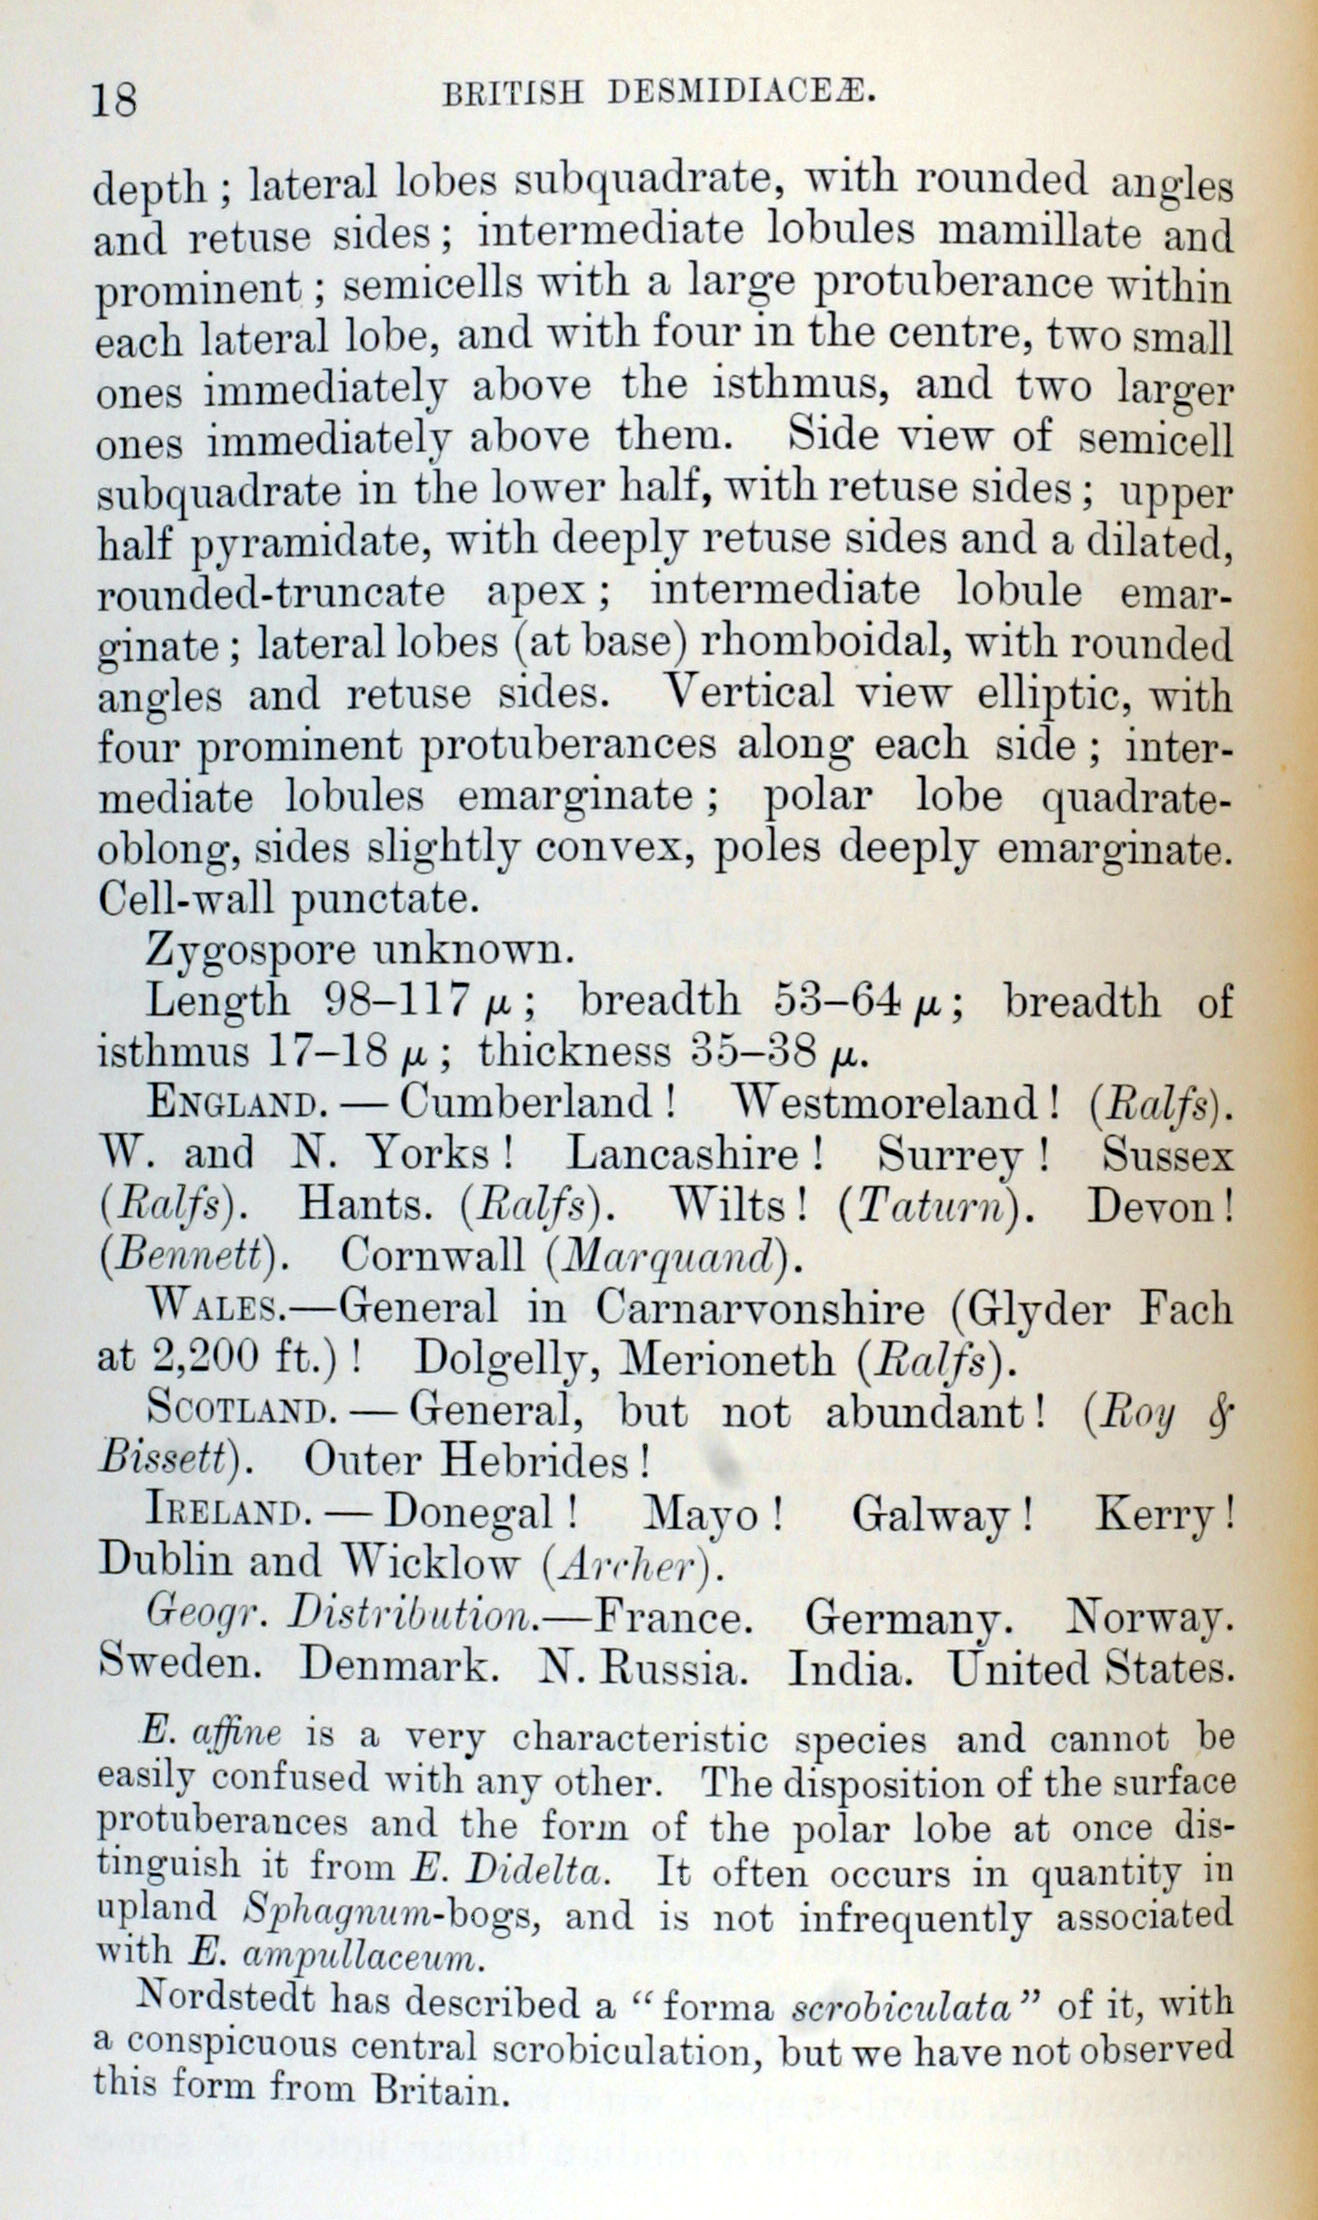 18
BRITISH DESMIDIACEÆ.
depth ; lateral lobes subquadrate, with rounded angles
and retuse sides ; intermediate lobules mamillate and
prominent ; semicells with a large protuberance within
each lateral lobe, and with four in the centre, two small
ones immediately above the isthmus, and two larger
ones immediately above them. Side view of semicell
subquadrate in the lower half, with retuse sides ; upper
half pyramidate, with deeply retuse sides and a dilated,
rounded-truncate apex ; intermediate lobule emar-
ginate ; lateral lobes (at base) rhomboidal, with rounded
angles and retuse sides. Vertical view elliptic, with
four prominent protuberances along each side ; inter-
mediate lobules emarginate ; polar lobe quadrate-
oblong, sides slightly convex, poles deeply emarginate.
Cell-wall punctate.
Zygospore unknown.
Length 98–117 μ ; breadth 53–64 μ ; breadth of
isthmus 17–18 μ ; thickness 35–38 μ.
ENGLAND. — Cumberland ! Westmoreland ! (Ralfs).
W. and N. Yorks ! Lancashire ! Surrey ! Sussex
(Ralfs). Hants. (Ralfs). Wilts ! (Taturn). Devon !
(Bennett). Cornwall (Marquand).
WALES.—General in Carnarvonshire (Glyder Fach
at 2,200 ft.) ! Dolgelly, Merioneth (Ralfs).
SCOTLAND. — General, but not abundant ! (Roy &
Bissett). Outer Hebrides !
IRELAND. — Donegal ! Mayo ! Galway ! Kerry !
Dublin and Wicklow (Archer).
Geogr. Distribution.—France. Germany. Norway.
Sweden. Denmark. N. Russia. India. United States.
E. affine is a very characteristic species and cannot be
easily confused with any other. The disposition of the surface
protuberances and the form of the polar lobe at once dis-
tinguish it from E. Didelta. It often occurs in quantity in
upland Sphagnum-bogs, and is not infrequently associated
with E. ampullaceum.
Nordstedt has described a “ forma scrobiculata ” of it, with
a conspicuous central scrobiculation, but we have not observed
this form from Britain.